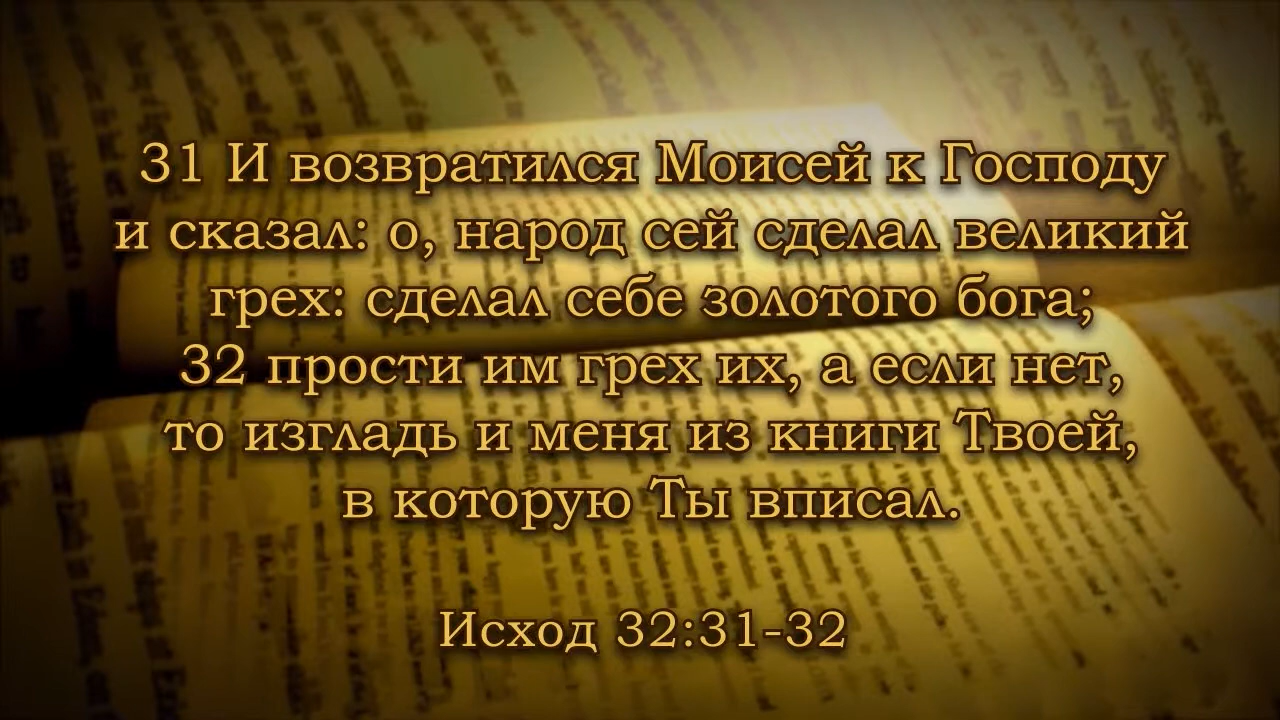 31 И возвратился Моисей к Господу
и сказал: о, народ сей сделал великий
грех: сделал себе золотого бога;
32 прости им грех их, а если нет,
то изгладь и меня из книги Твоей,
в которую Ты вписал.
Исход 32:31-32